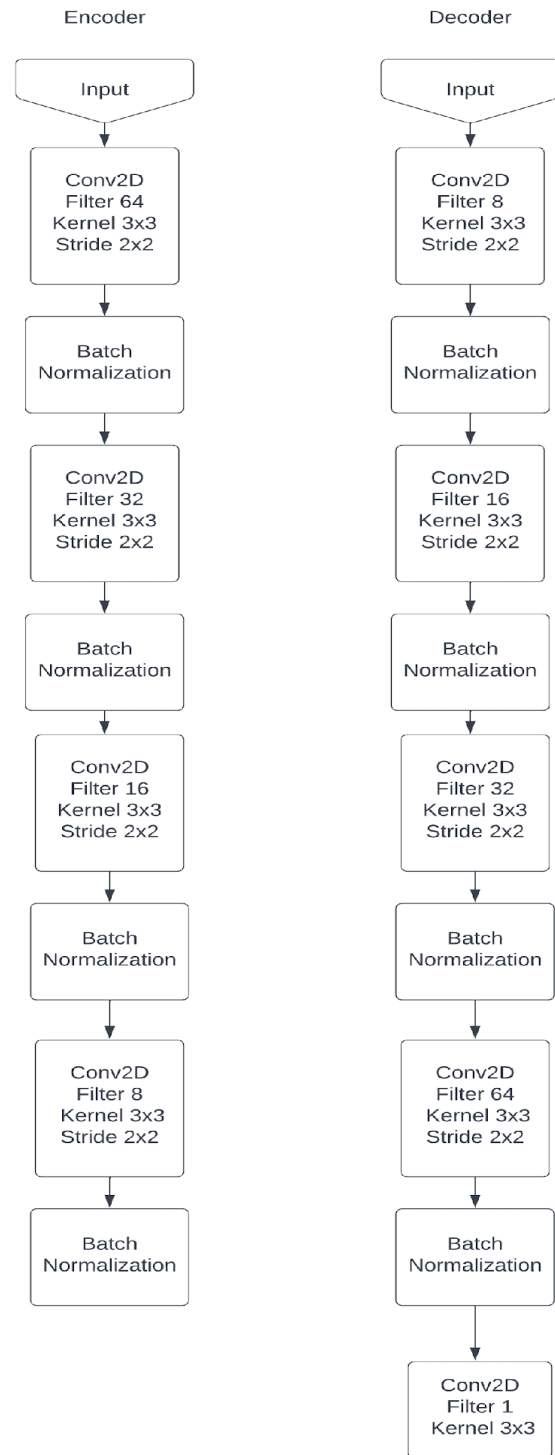 Encoder
Input
Conv2D
Filter 64
Kernel 3x3
Stride 2x2
Batch
Normalization
Conv2D
Filter 32
Kernel 3x3
Stride 2x2
Batch
Normalization
Conv2D
Filter 16
Kernel 3x3
Stride 2x2
Batch
Normalization
Conv2D
Filter 8
Kernel 3x3
Stride 2x2
Batch
Normalization
Decoder
Input
Conv2D
Filter 8
Kernel 3x3
Stride 2x2
Batch
Normalization
Conv2D
Filter 16
Kernel 3x3
Stride 2x2
Batch
Normalization
Conv2D
Filter 32
Kernel 3x3
Stride 2x2
Batch
Normalization
Conv2D
Filter 64
Kernel 3x3
Stride 2x2
Batch
Normalization
Conv2D
Filter 1
Kernel 3x3